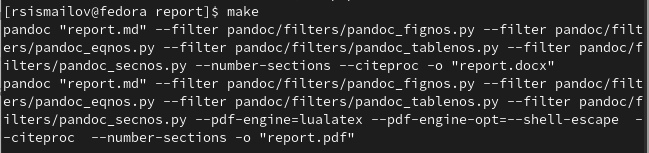 [rsismailov@fedora report]$ make
pandoc "report.md" --filter pandoc/filters/pandoc_fignos.py --filter pandoc/filt
ers/pandoc_eqnos.py --filter pandoc/filters/pandoc_tablenos.py --filter pandoc/f
ilters/pandoc_secnos.py --number-sections --citeproc -o "report.docx"
pandoc "report.md" --filter pandoc/filters/pandoc_fignos.py --filter pandoc/filt
ers/pandoc_eqnos.py --filter pandoc/filters/pandoc_tablenos.py --filter pandoc/f
ilters/pandoc_secnos.py --pdf-engine=lualatex --pdf-engine-opt=--shell-escape  -
-citeproc  --number-sections -o "report.pdf"